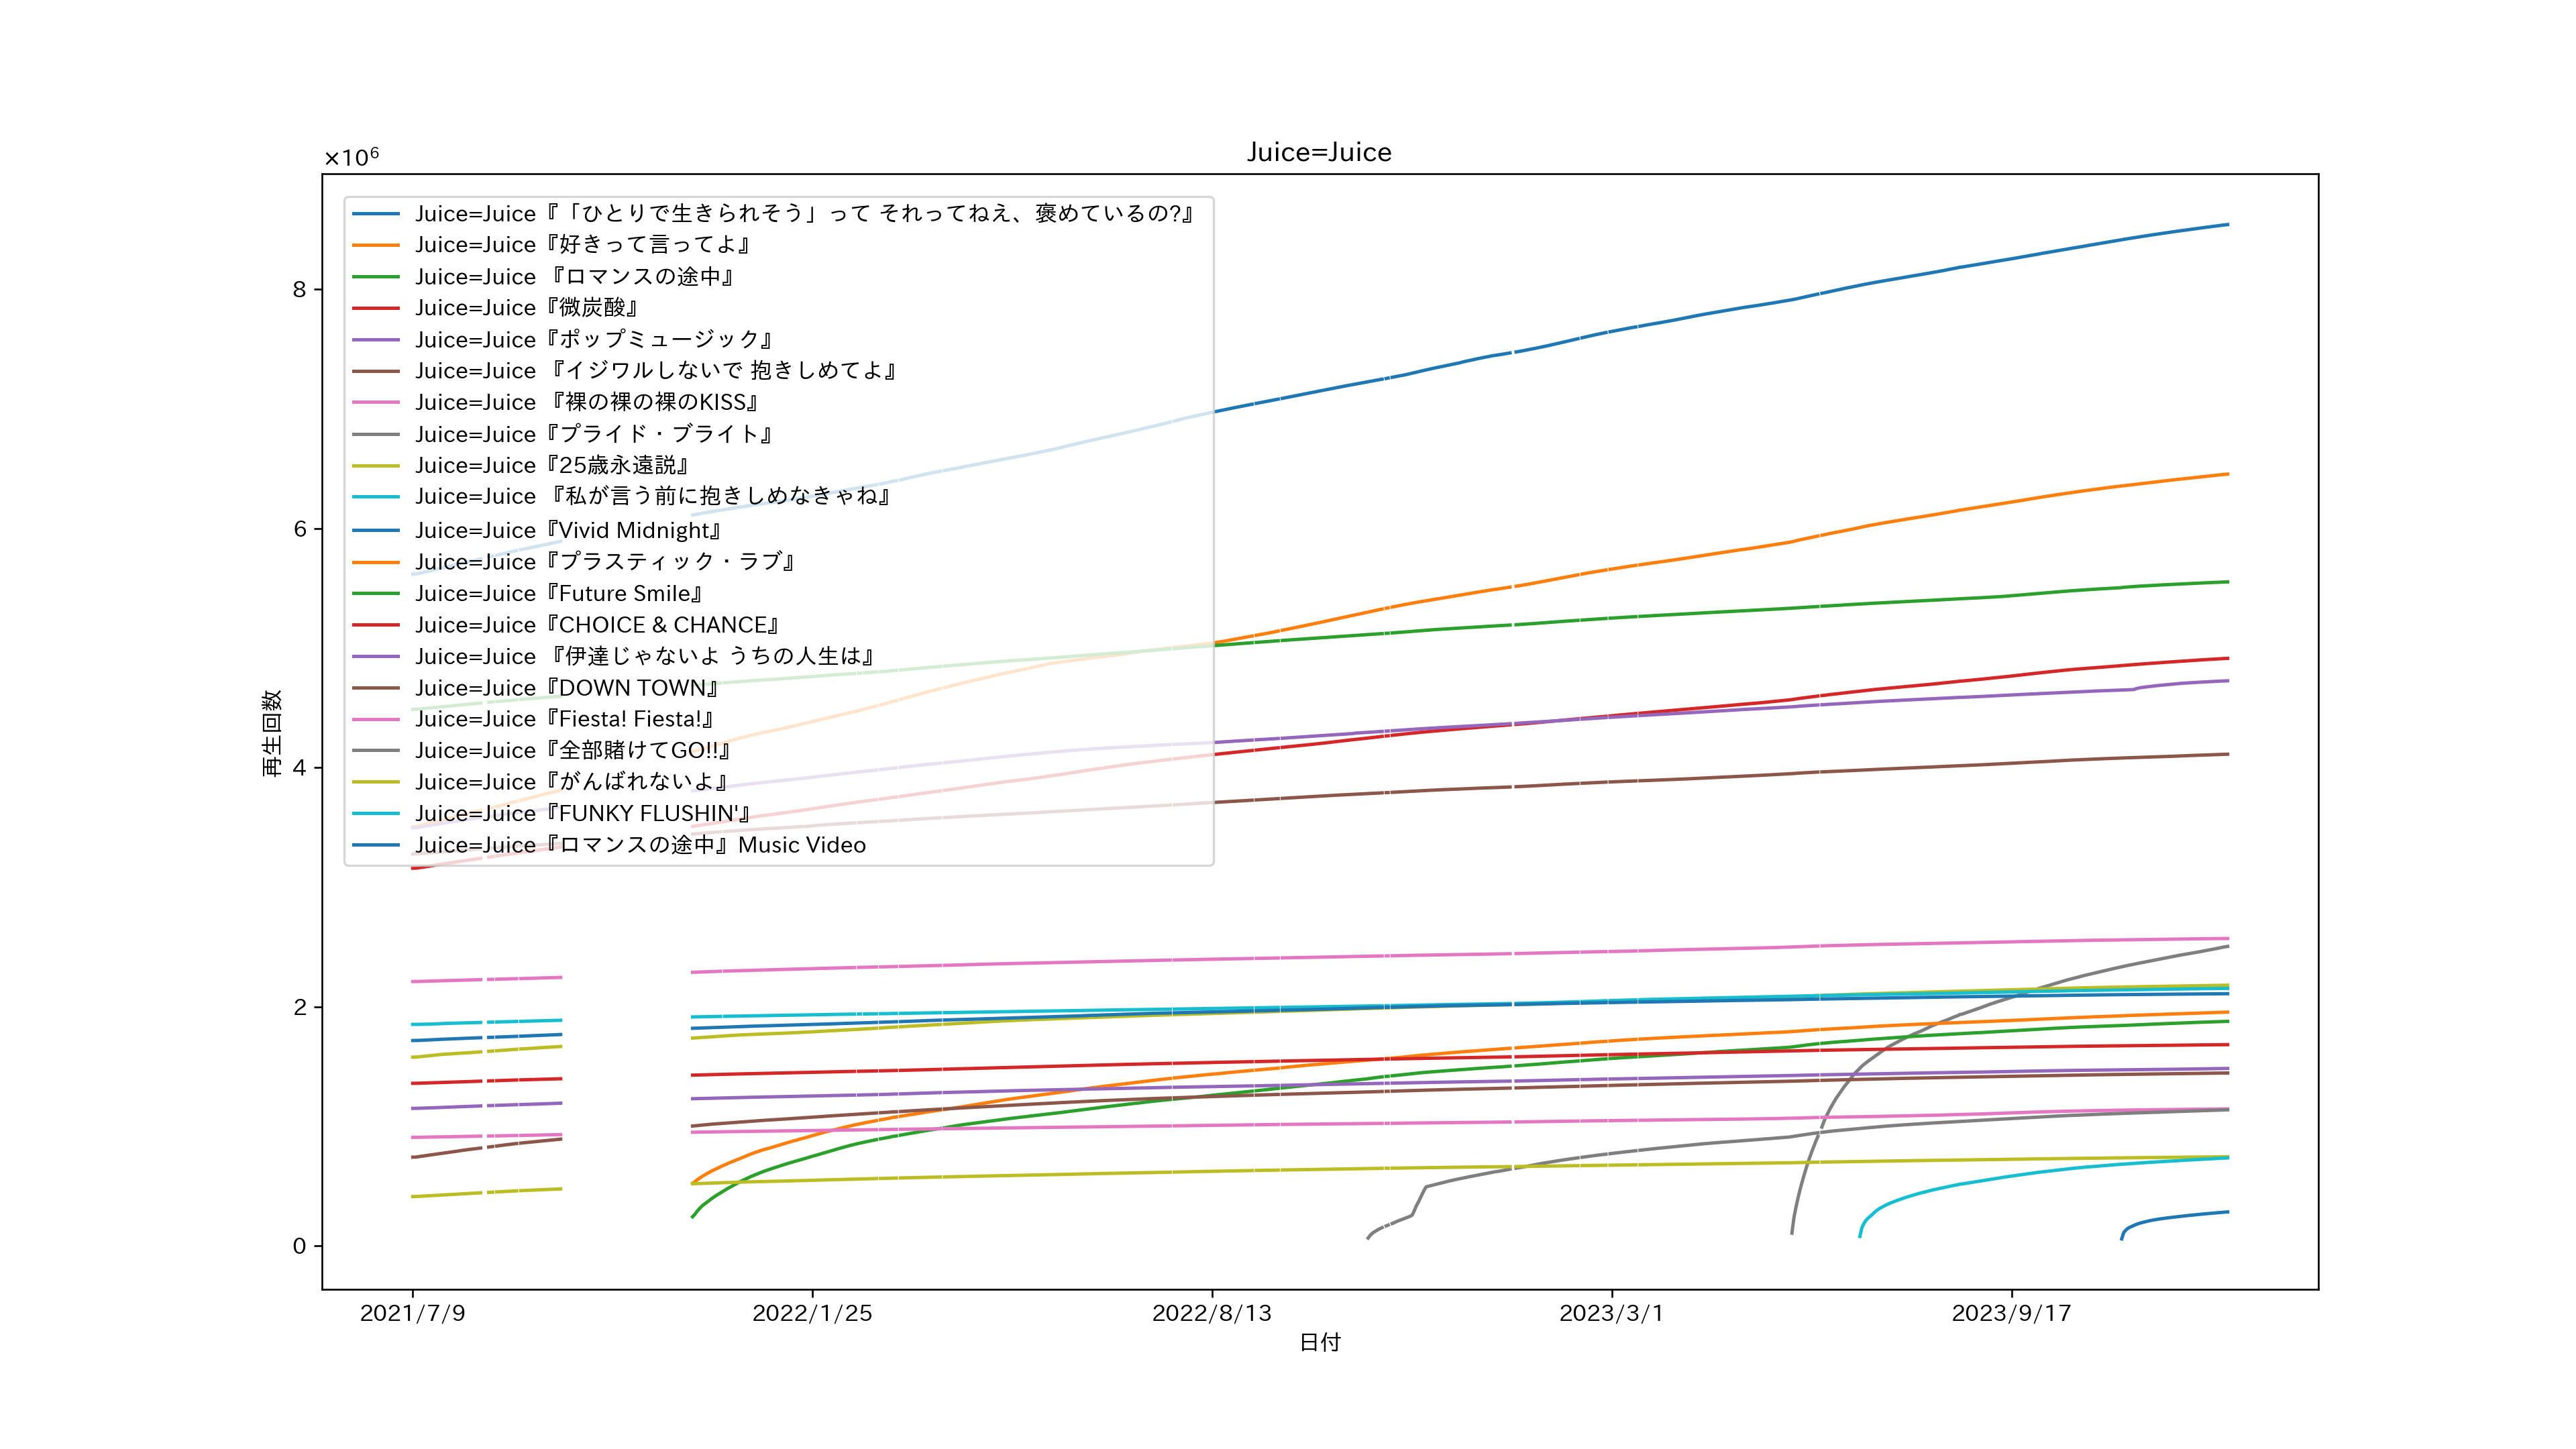 Juice=Juice
×10⁶
Juice=Juice『「ひとりで生きられそう」って それってねえ、褒めているの?』
Juice=Juice『好きって言ってよ』
Juice=Juice 『ロマンスの途中』
Juice=Juice『微炭酸』
Juice=Juice『ポップミュージック』
Juice=Juice 『イジワルしないで 抱きしめてよ』
Juice=Juice 『裸の裸の裸のKISS』
Juice=Juice『プライド・ブライト』
Juice=Juice『25歳永遠説』
Juice=Juice 『私が言う前に抱きしめなきゃね』
Juice=Juice『Vivid Midnight』
Juice=Juice『プラスティック・ラブ』
Juice=Juice『Future Smile』
Juice=Juice『CHOICE & CHANCE』
Juice=Juice 『伊達じゃないよ うちの人生は』
Juice=Juice『DOWN TOWN』
Juice=Juice『Fiesta! Fiesta!』
Juice=Juice『全部賭けてGO!!』
Juice=Juice『がんばれないよ』
Juice=Juice『FUNKY FLUSHIN'』
Juice=Juice『ロマンスの途中』Music Video
8
6
4
2
0
再生回数
2021/7/9
2022/1/25
2022/8/13
2023/3/1
2023/9/17
日付